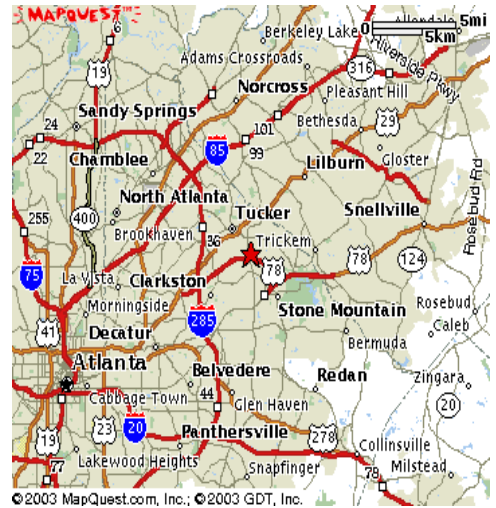 MAPQUEST
Berkeley Lake
Allendale
0 5mi
5km
6
Adams Crossroads
Riverside Pkwy
316
19
Norcross
Pleasant Hill
Sandy Springs
29
24
101
Bethesda
22
99
Chamblee
85
Gloster
Lilburn
North Atlanta
Rosebud Rd
255
400
Tucker
Snellville
Brookhaven
36
Trickem
75
La Vista
Clarkston
78
78
124
Morningside
Stone Mountain
Rosebud
41
285
Decatur
Caleb
Bermuda
Atlanta
Belvedere
Redan
Zingara
Cabbage Town
44
Glen Haven
20
19
23
20
Panthersville
278
Collinsville
77
Lakewood Heights
Snapfinger
78
Milstead
©2003 MapQuest.com, Inc.; ©2003 GDT, Inc.